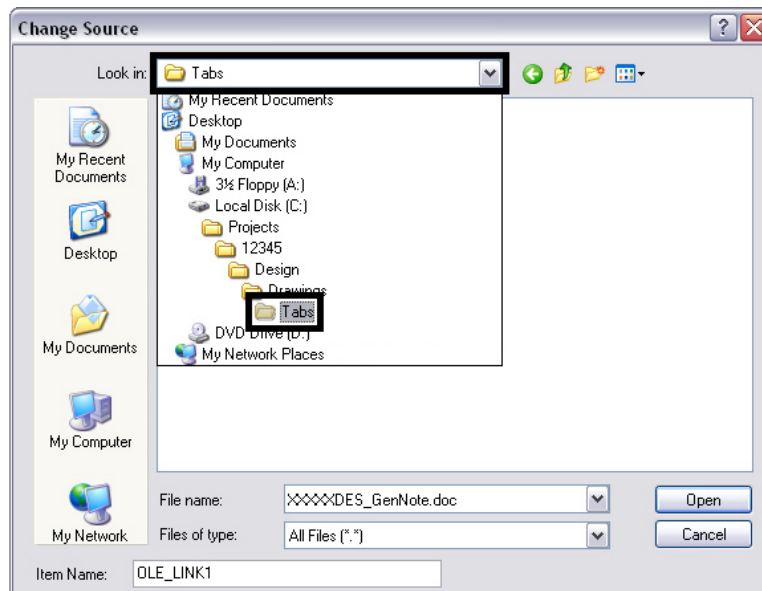 Change Source
Look in: Tabs
My Recent Documents
Desktop
My Documents
My Computer
3½ Floppy (A:)
Local Disk (C:)
Projects
12345
Design
Drawings
Tabs
DVD Drive (D:)
My Network Places
My Recent
Documents
Desktop
My Documents
My Computer
My Network
File name: XXXXXDES_GenNote.doc Open
Files of type: All Files (*.*) Cancel
Item Name: OLE_LINK1